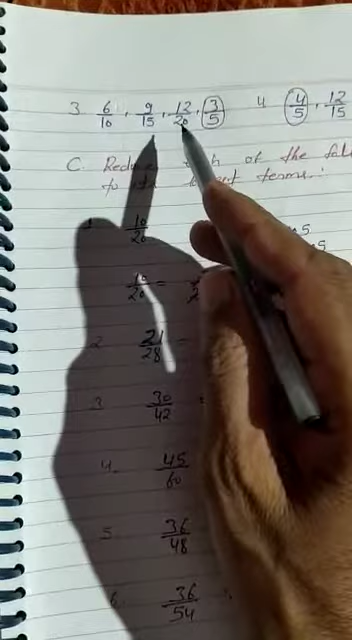 3 6/10, 9/15, 12/20, 3/5 4 4/5, 12/15
C. of the
to terms.
1 10/20
10/20 =
2 21/28 =
3 30/42
4. 45/60
5. 36/48
6. 36/54